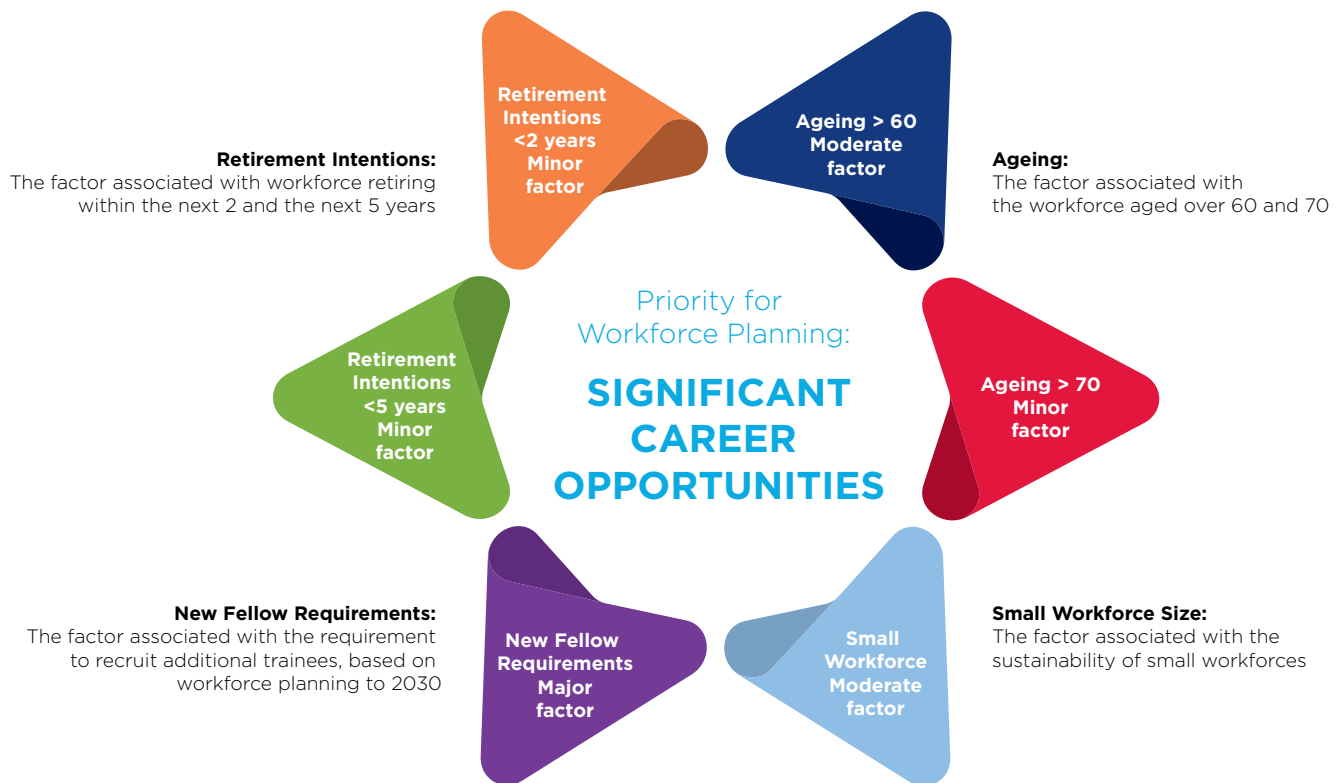 Retirement
Intentions
<2 years
Minor
factor
Ageing > 60
Moderate
factor
Retirement Intentions:
The factor associated with workforce retiring
within the next 2 and the next 5 years
Ageing:
The factor associated with
the workforce aged over 60 and 70
Priority for
Workforce Planning:
SIGNIFICANT
CAREER
OPPORTUNITIES
Retirement
Intentions
<5 years
Minor
factor
Ageing > 70
Minor
factor
New Fellow Requirements:
The factor associated with the requirement
to recruit additional trainees, based on
workforce planning to 2030
New Fellow
Requirements
Major
factor
Small
Workforce
Moderate
factor
Small Workforce Size:
The factor associated with the
sustainability of small workforces